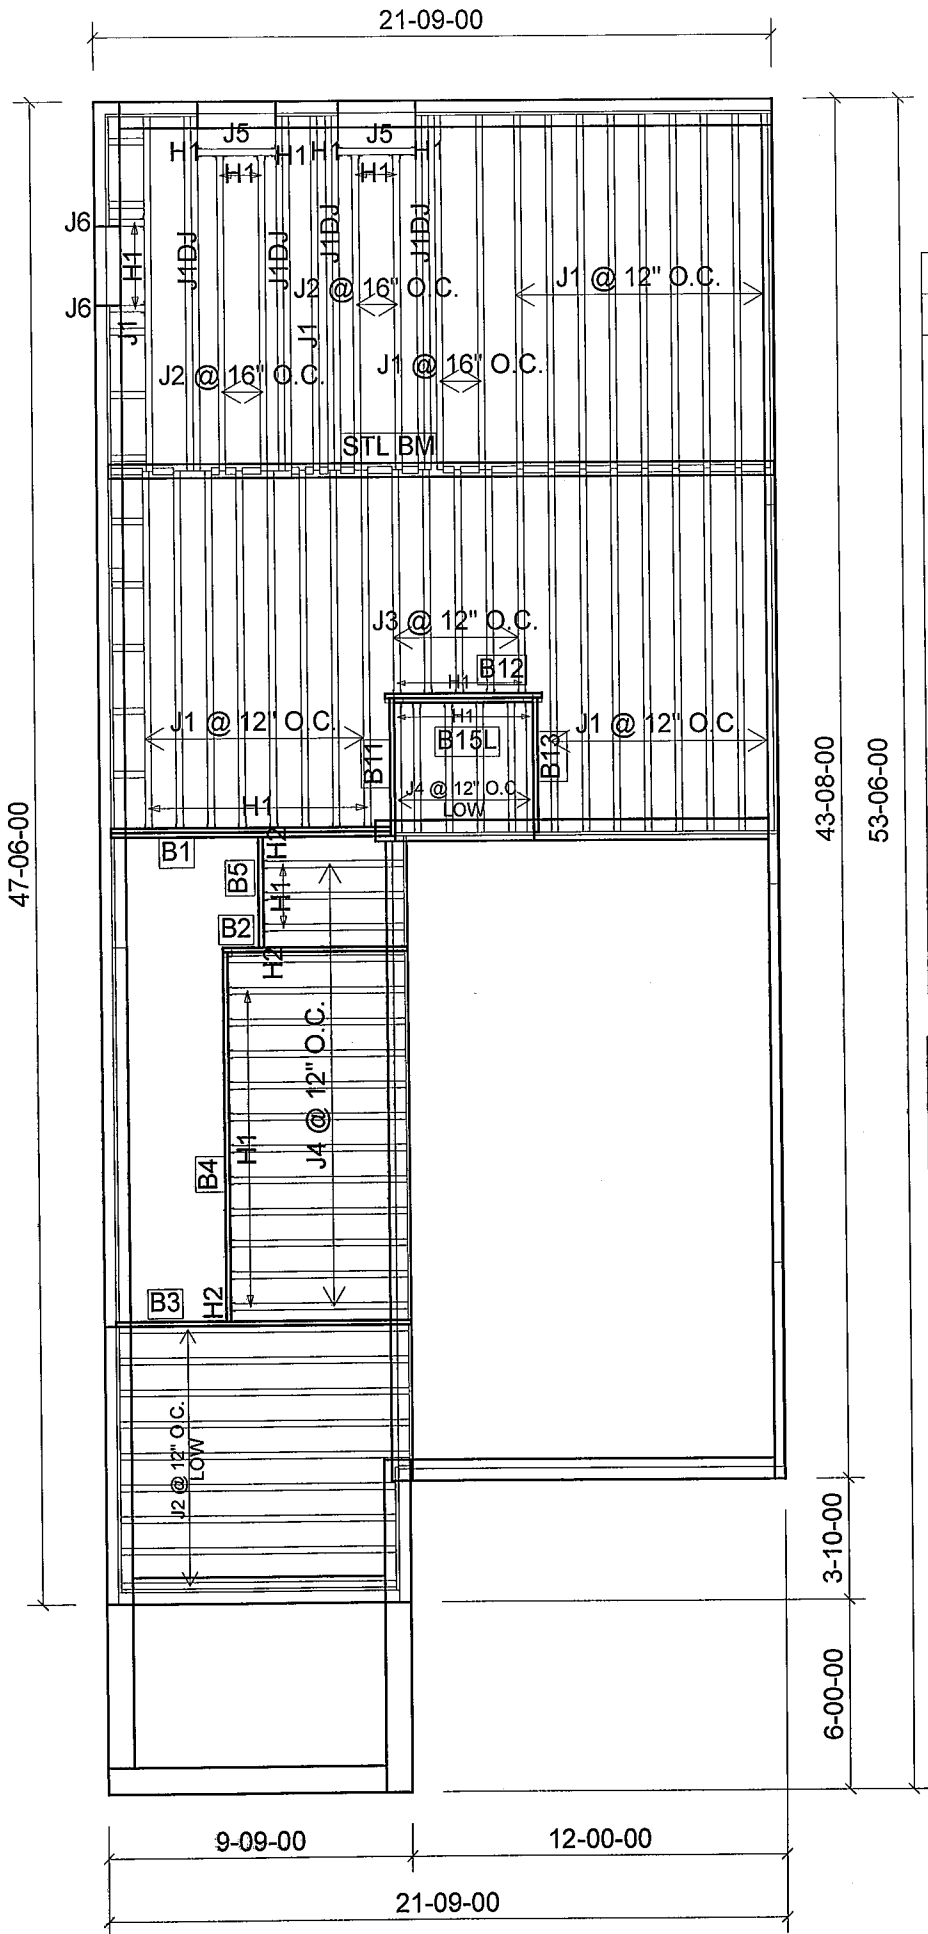 21-09-00
J5
J5
H1
H1
H1
H1
H1
H1
J6
H1
J6
J1
J1DJ
J1DJ
J1DJ
J1DJ
J2 @ 16" O.C.
J1 @ 12" O.C.
J1
J2 @ 16" O.C.
J1 @ 16" O.C.
STL BM
J3 @ 12" O.C.
H1
B12
J1 @ 12" O.C.
H1
B15L
J1 @ 12" O.C.
B11
B13
J4 @ 12" O.C.
LOW
H1
B1
H2
B5
H1
B2
H2
J4 @ 12" O.C.
H1
B4
H2
B3
J2 @ 12" O.C.
LOW
47-06-00
43-08-00
53-06-00
3-10-00
6-00-00
9-09-00
12-00-00
21-09-00